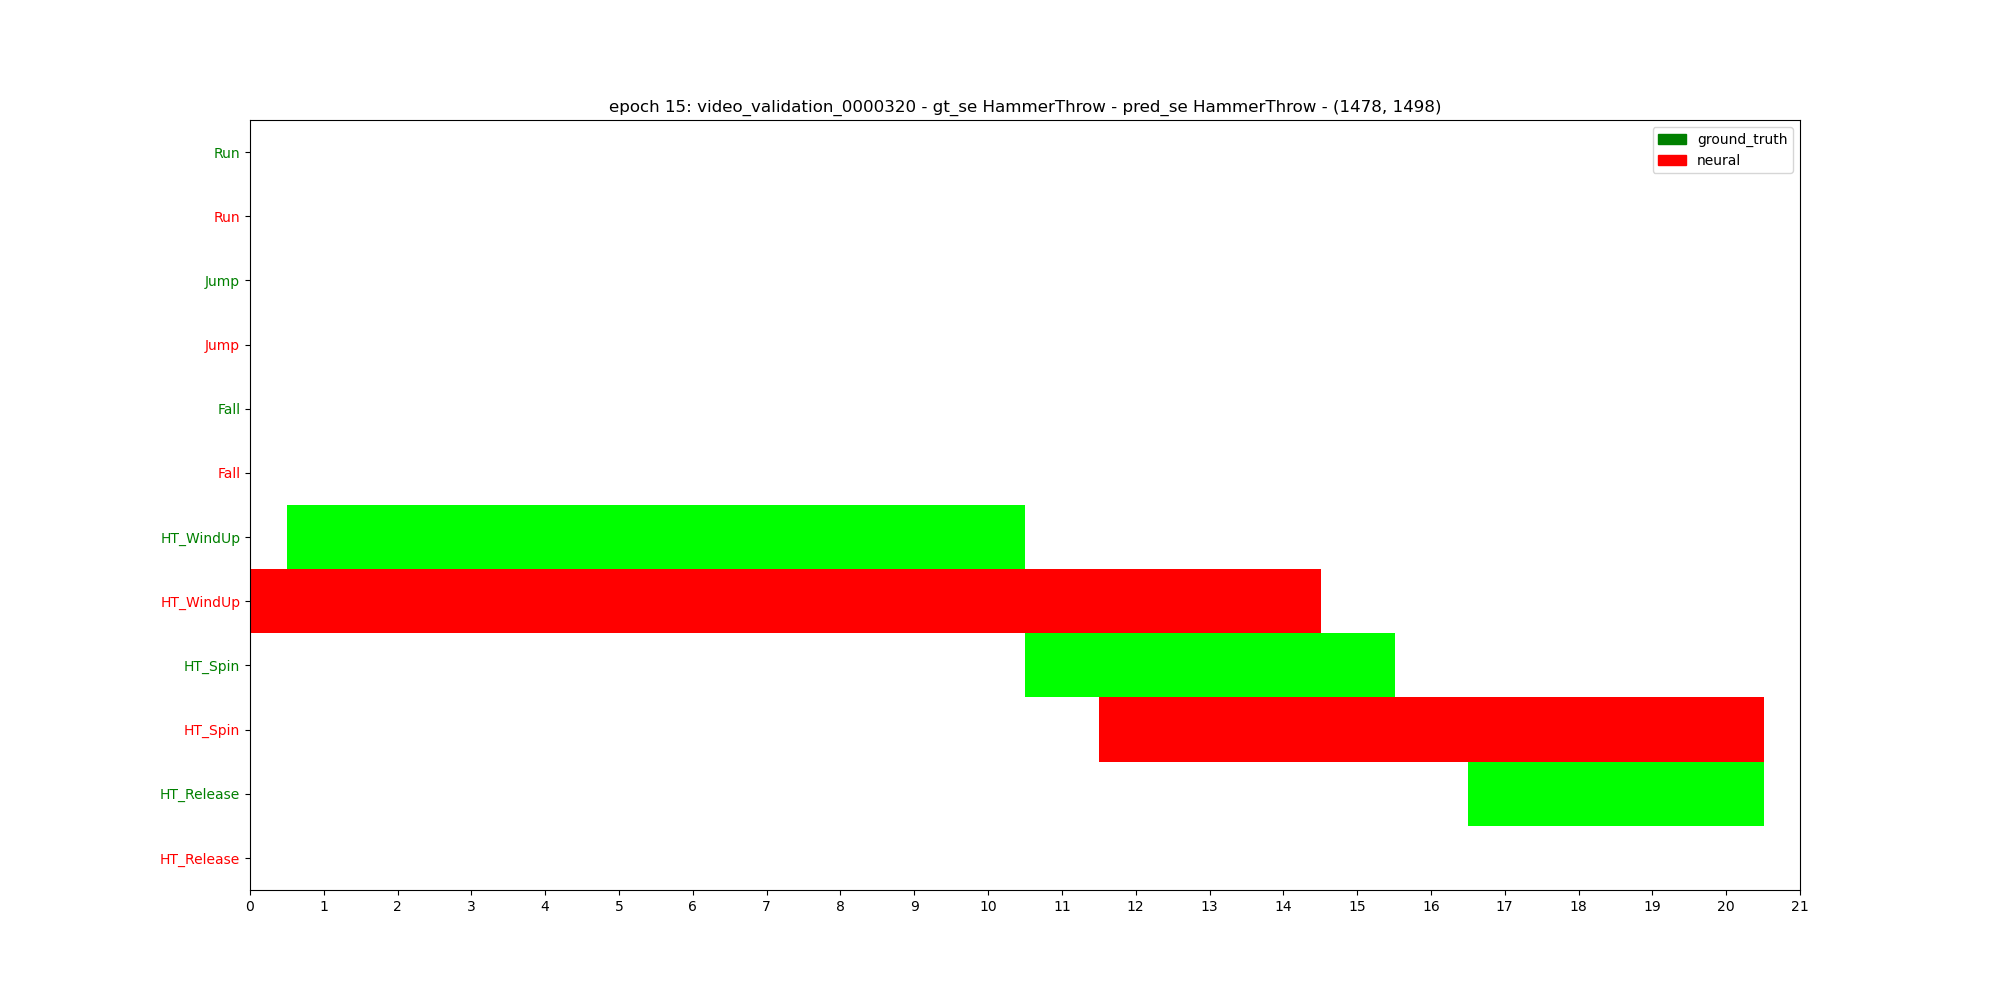 epoch 15: video_validation_0000320 - gt_se HammerThrow - pred_se HammerThrow - (1478, 1498)
ground_truth
neural
Run
Run
Jump
Jump
Fall
Fall
HT_WindUp
HT_WindUp
HT_Spin
HT_Spin
HT_Release
HT_Release
0 1 2 3 4 5 6 7 8 9 10 11 12 13 14 15 16 17 18 19 20 21